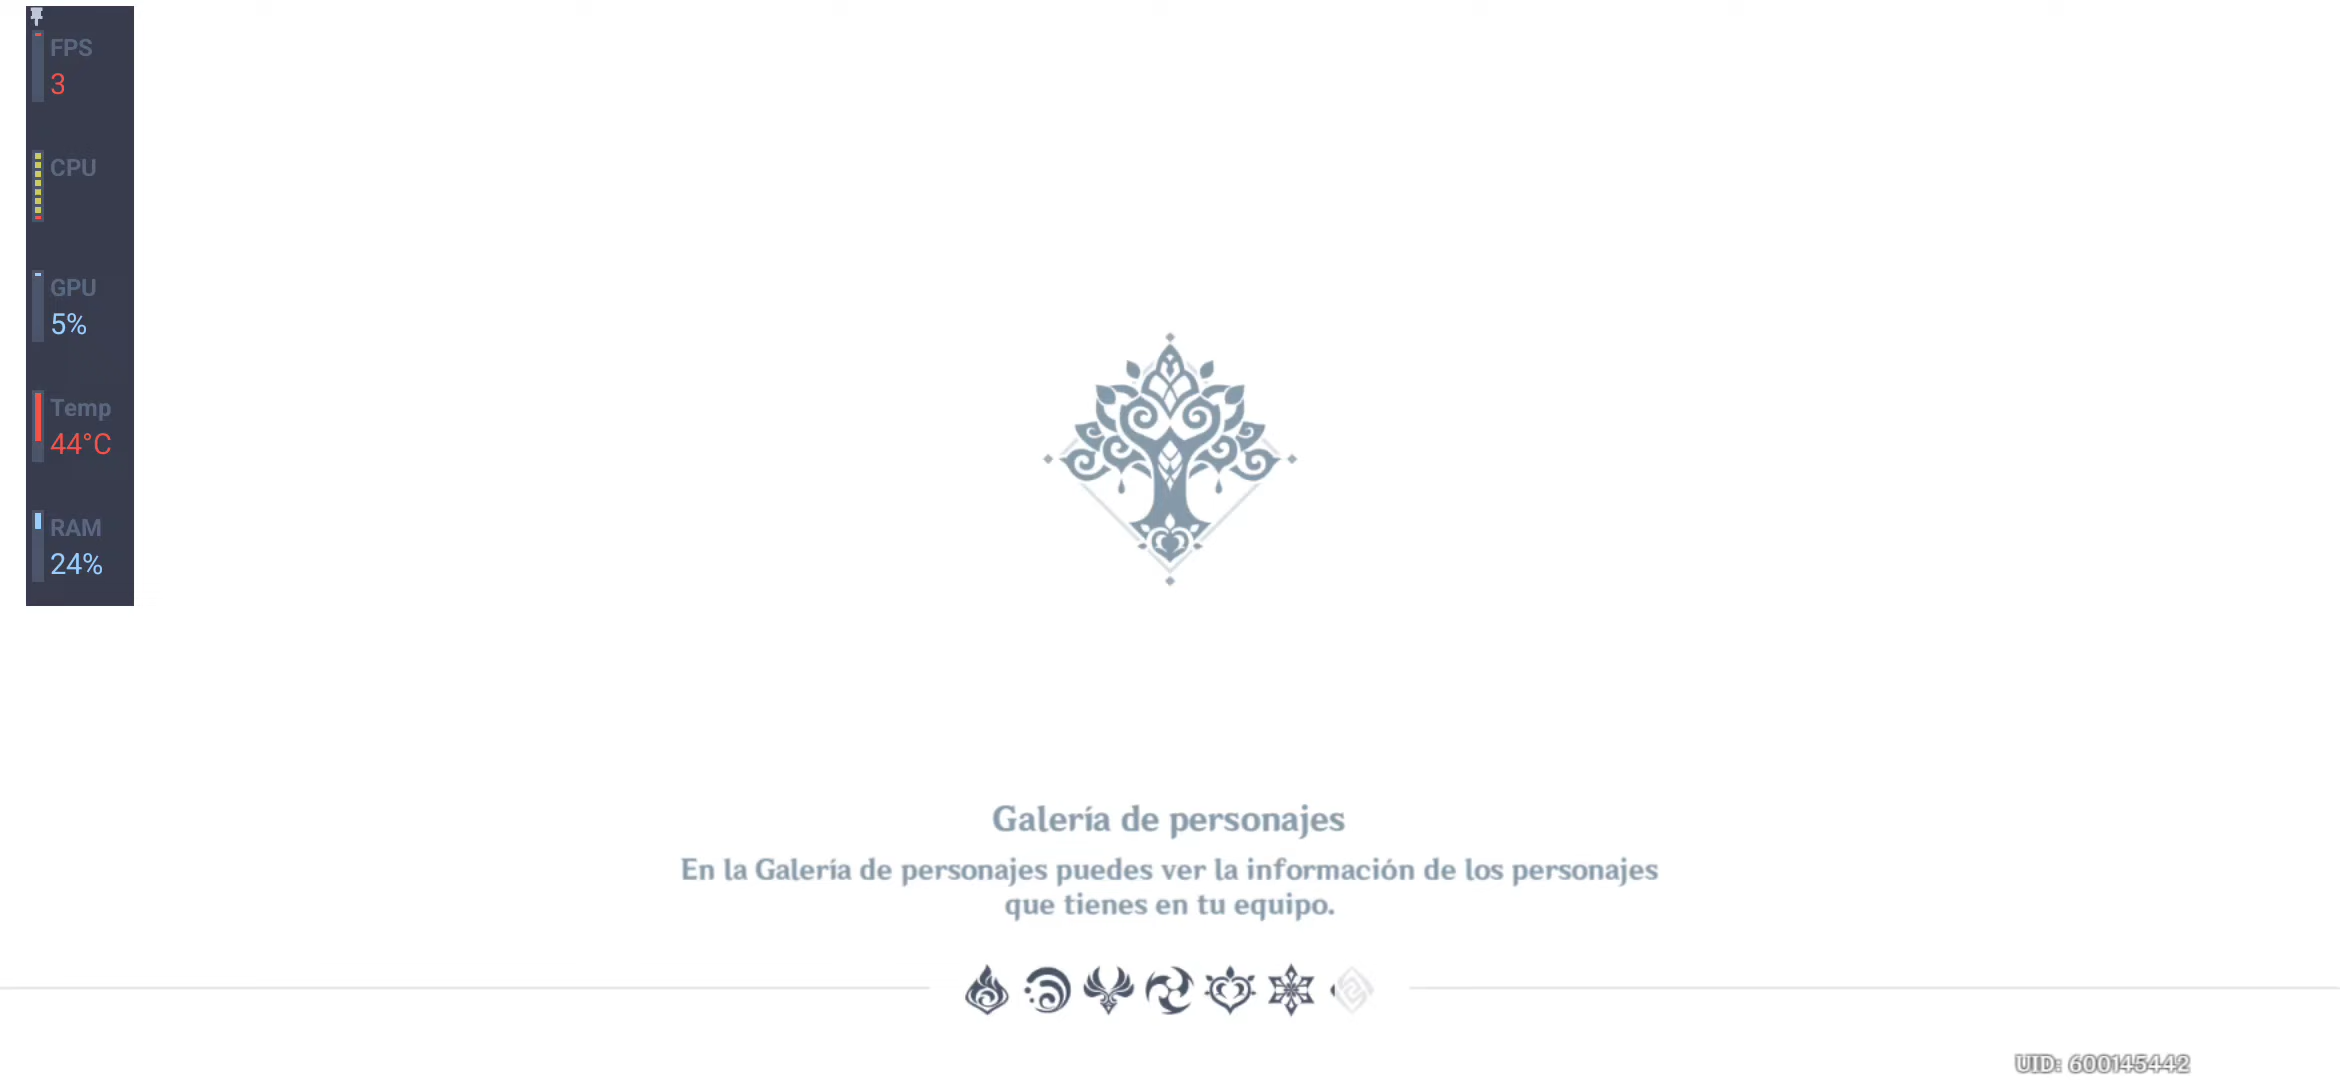 FPS
3
CPU
GPU
5%
Temp
44°C
RAM
24%
Galería de personajes
En la Galería de personajes puedes ver la información de los personajes
que tienes en tu equipo.
UID: 600145442